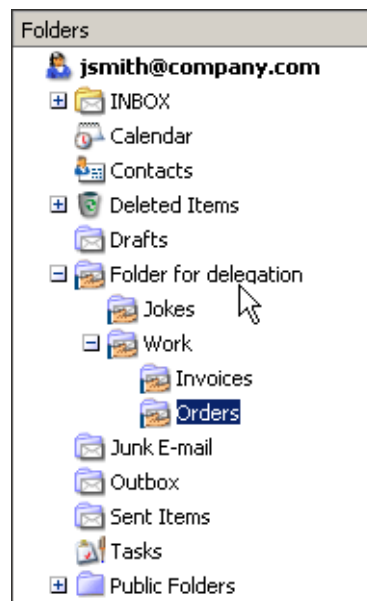 Folders
jsmith@company.com
INBOX
Calendar
Contacts
Deleted Items
Drafts
Folder for delegation
Jokes
Work
Invoices
Orders
Junk E-mail
Outbox
Sent Items
Tasks
Public Folders